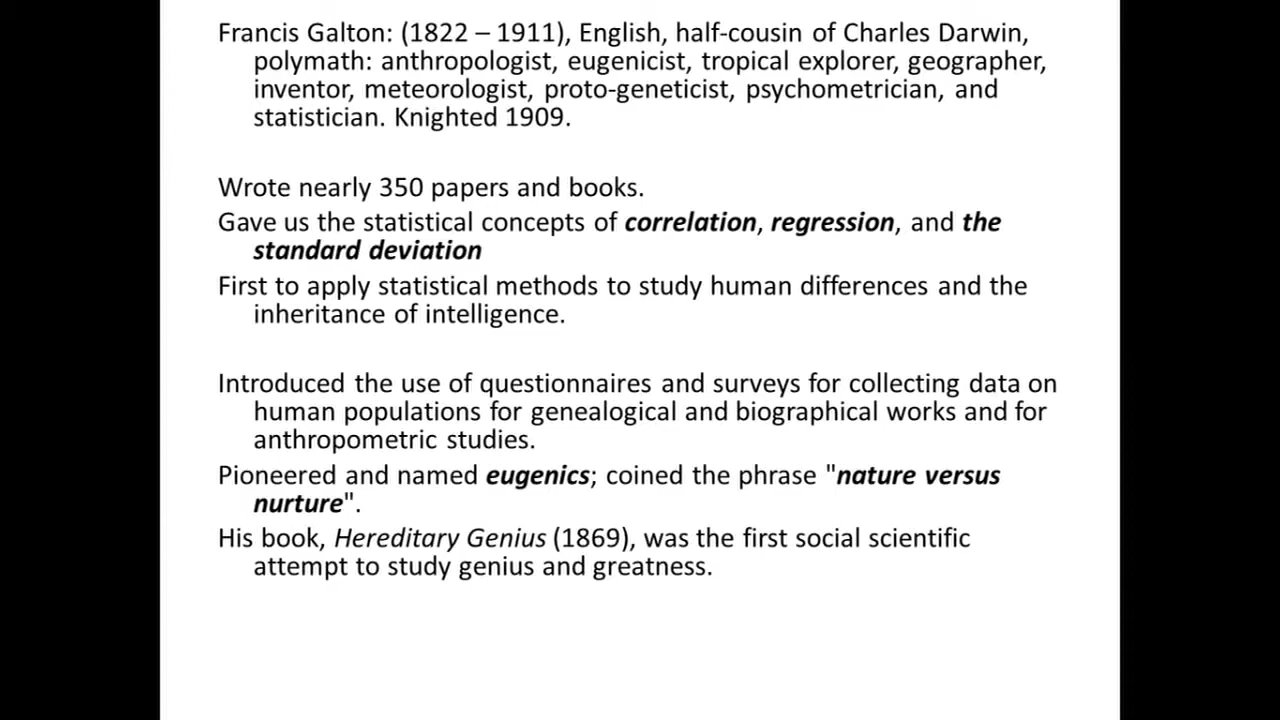 Francis Galton: (1822 – 1911), English, half-cousin of Charles Darwin,
polymath: anthropologist, eugenicist, tropical explorer, geographer,
inventor, meteorologist, proto-geneticist, psychometrician, and
statistician. Knighted 1909.
Wrote nearly 350 papers and books.
Gave us the statistical concepts of correlation, regression, and the
standard deviation
First to apply statistical methods to study human differences and the
inheritance of intelligence.
Introduced the use of questionnaires and surveys for collecting data on
human populations for genealogical and biographical works and for
anthropometric studies.
Pioneered and named eugenics; coined the phrase "nature versus
nurture".
His book, Hereditary Genius (1869), was the first social scientific
attempt to study genius and greatness.